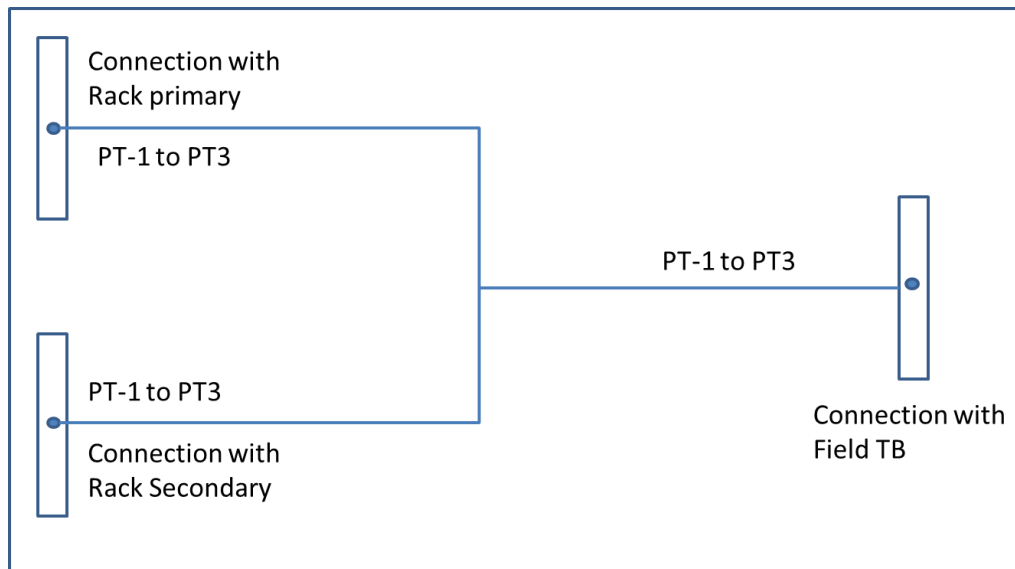 Connection with
Rack primary
PT-1 to PT3
PT-1 to PT3
PT-1 to PT3
Connection with
Rack Secondary
Connection with
Field TB